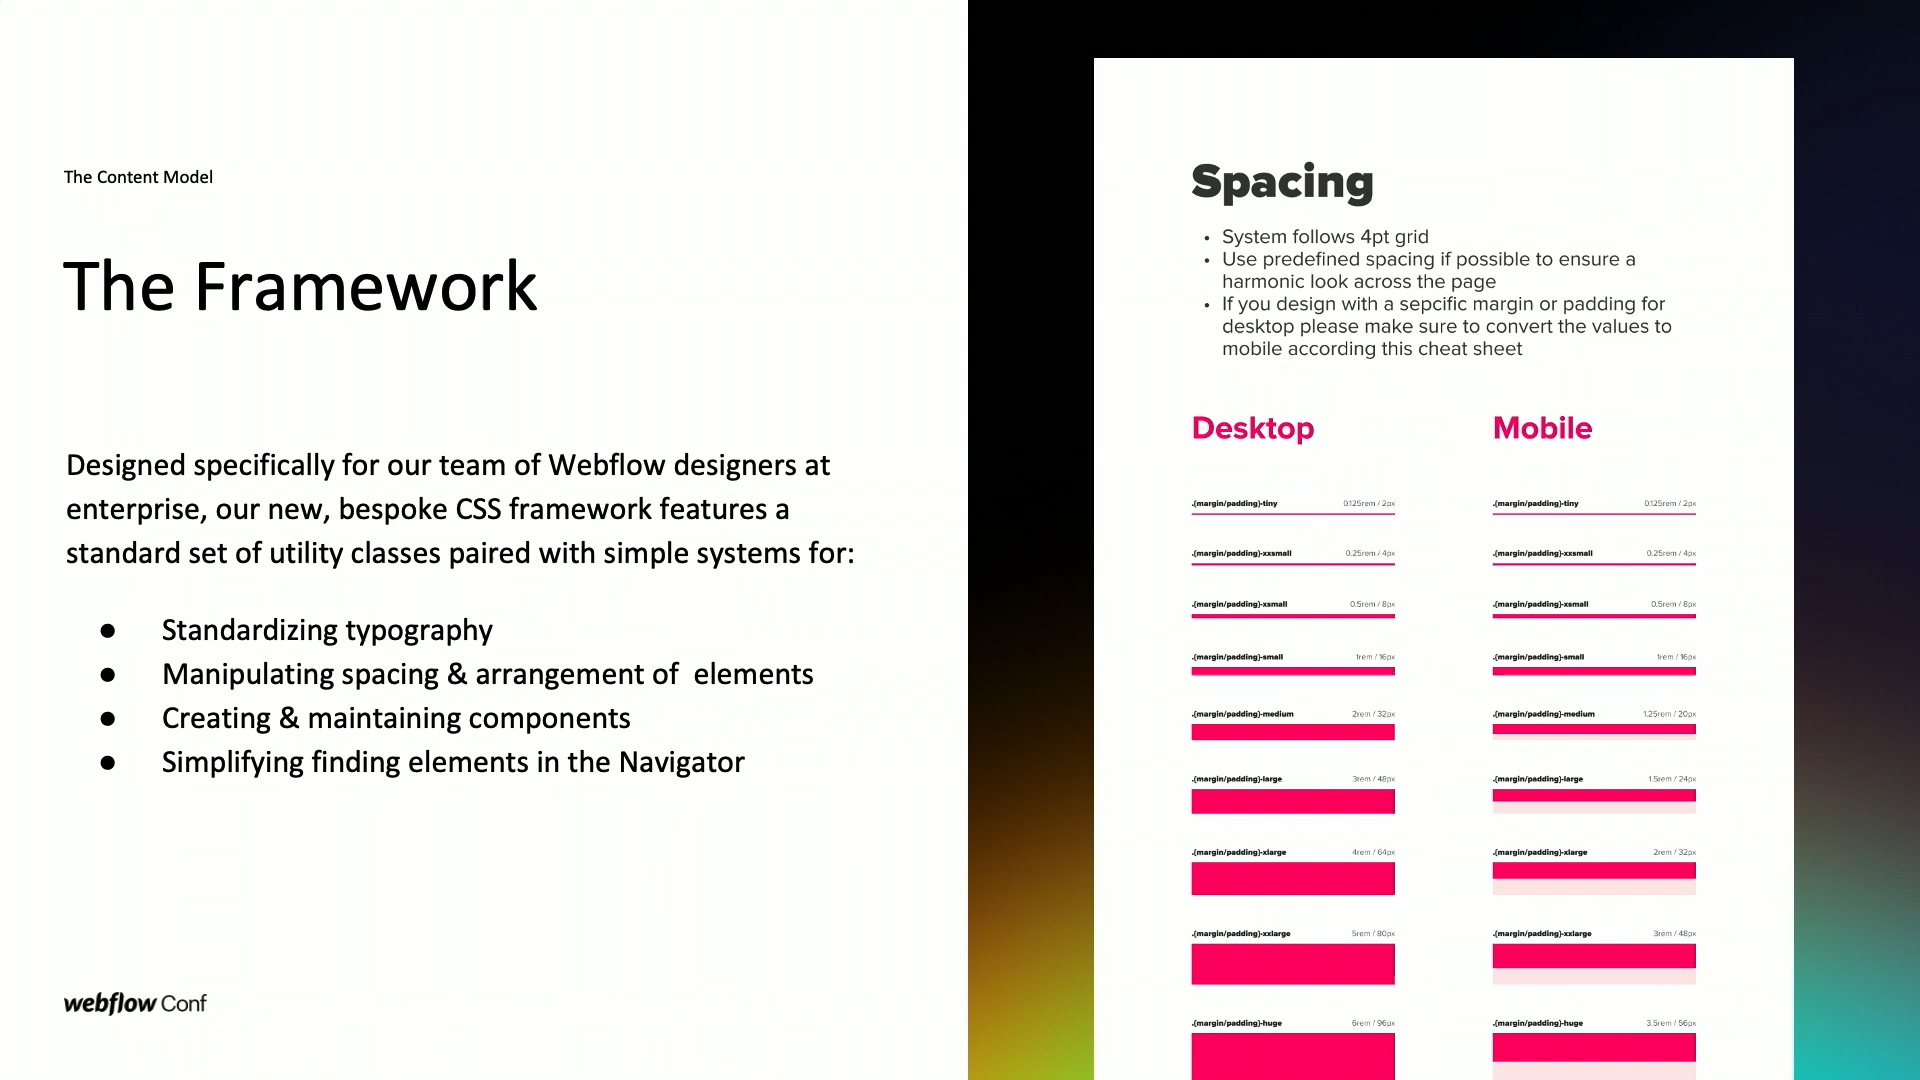 The Content Model
The Framework
Designed specifically for our team of Webflow designers at
enterprise, our new, bespoke CSS framework features a
standard set of utility classes paired with simple systems for:
● Standardizing typography
● Manipulating spacing & arrangement of  elements
● Creating & maintaining components
● Simplifying finding elements in the Navigator
webflow Conf
Spacing
• System follows 4pt grid
• Use predefined spacing if possible to ensure a
harmonic look across the page
• If you design with a sepcific margin or padding for
desktop please make sure to convert the values to
mobile according this cheat sheet
Desktop
.{margin/padding}-tiny 0.125rem / 2px
.{margin/padding}-xxsmall 0.25rem / 4px
.{margin/padding}-xsmall 0.5rem / 8px
.{margin/padding}-small 1rem / 16px
.{margin/padding}-medium 2rem / 32px
.{margin/padding}-large 3rem / 48px
.{margin/padding}-xlarge 4rem / 64px
.{margin/padding}-xxlarge 5rem / 80px
.{margin/padding}-huge 6rem / 96px
Mobile
.{margin/padding}-tiny 0.125rem / 2px
.{margin/padding}-xxsmall 0.25rem / 4px
.{margin/padding}-xsmall 0.5rem / 8px
.{margin/padding}-small 1rem / 16px
.{margin/padding}-medium 1.25rem / 20px
.{margin/padding}-large 1.5rem / 24px
.{margin/padding}-xlarge 2rem / 32px
.{margin/padding}-xxlarge 3rem / 48px
.{margin/padding}-huge 3.5rem / 56px